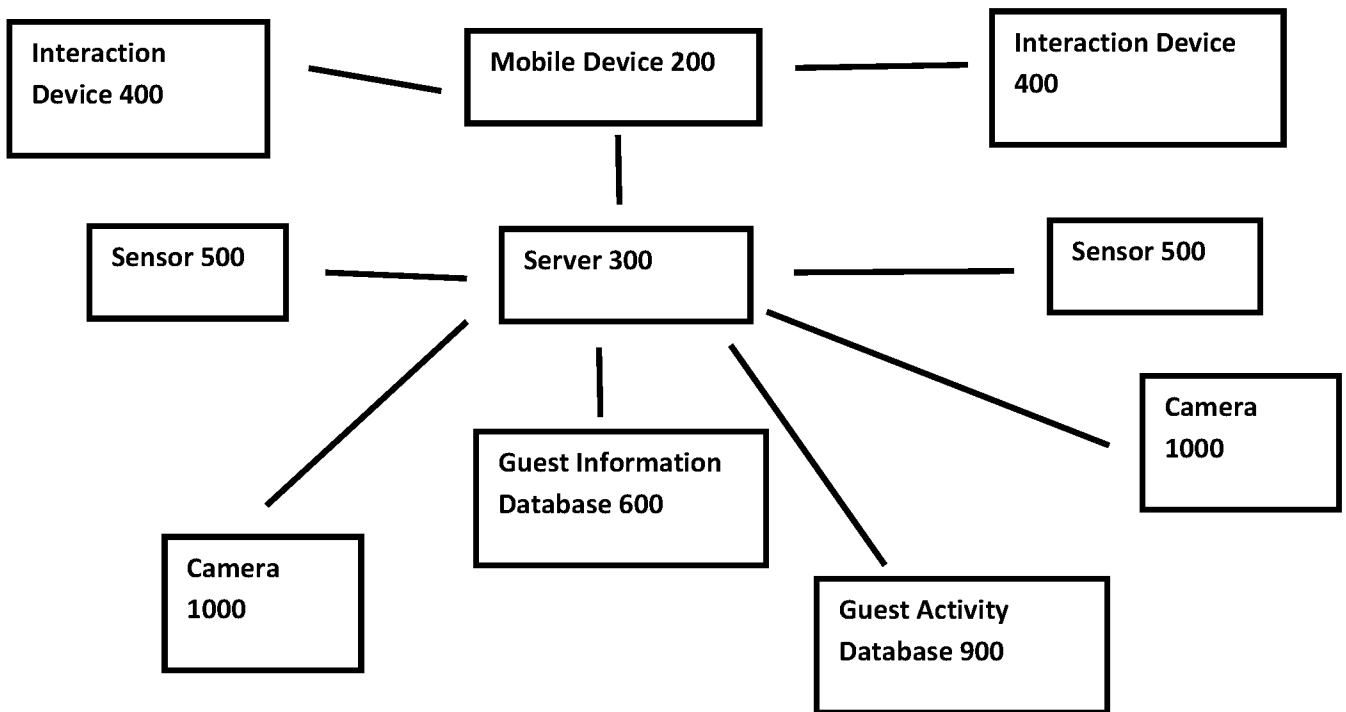 Interaction
Device 400
Mobile Device 200
Interaction Device
400
Sensor 500
Server 300
Sensor 500
Camera
1000
Guest Information
Database 600
Camera
1000
Guest Activity
Database 900